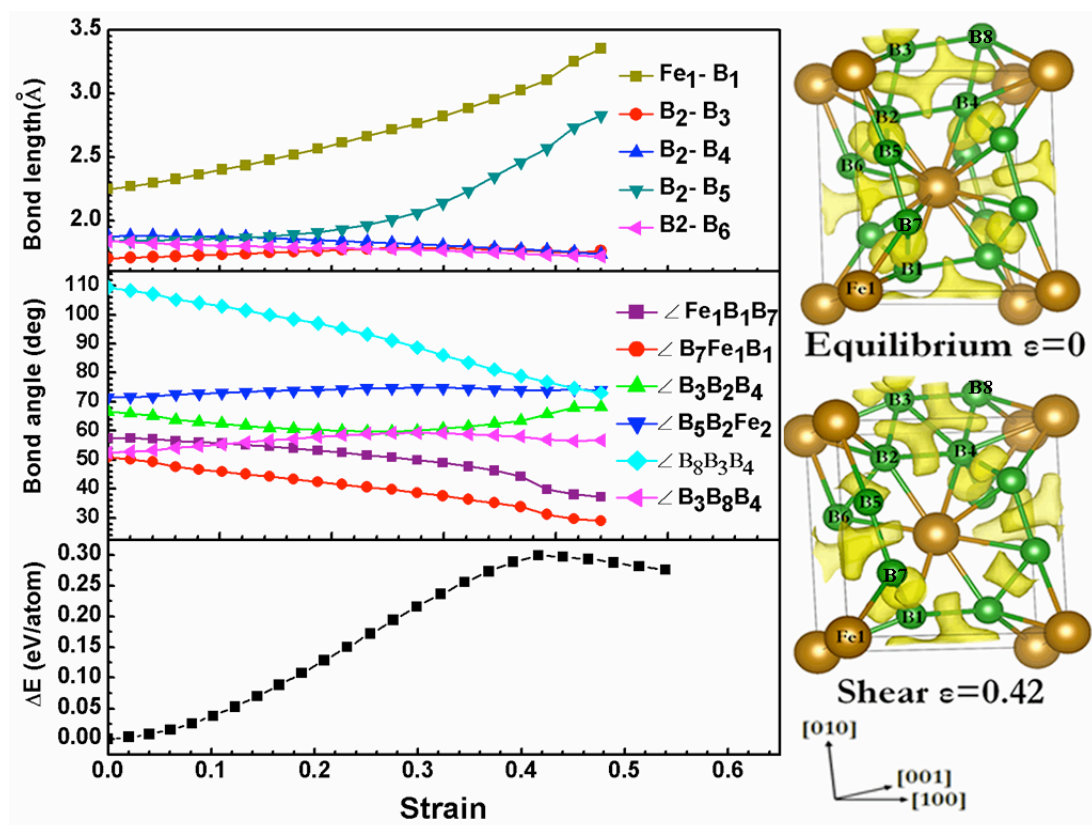 3.5
3.0
2.5
2.0
Bond length(Å)
Fe₁- B₁
B₂- B₃
B₂- B₄
B₂- B₅
B2- B₆
110
100
90
80
70
60
50
40
30
Bond angle (deg)
∠ Fe₁B₁B₇
∠ B₇Fe₁B₁
∠ B₃B₂B₄
∠ B₅B₂Fe₂
∠ B₈B₃B₄
∠ B₃B₈B₄
0.30
0.25
0.20
0.15
0.10
0.05
0.00
ΔE (eV/atom)
0.0 0.1 0.2 0.3 0.4 0.5 0.6
Strain
B3 B8
B2 B4
B5
B6
B7
B1
Fe1
Equilibrium ε=0
B3 B8
B2 B4
B5
B6
B7
B1
Fe1
Shear ε=0.42
[010]
[001]
[100]